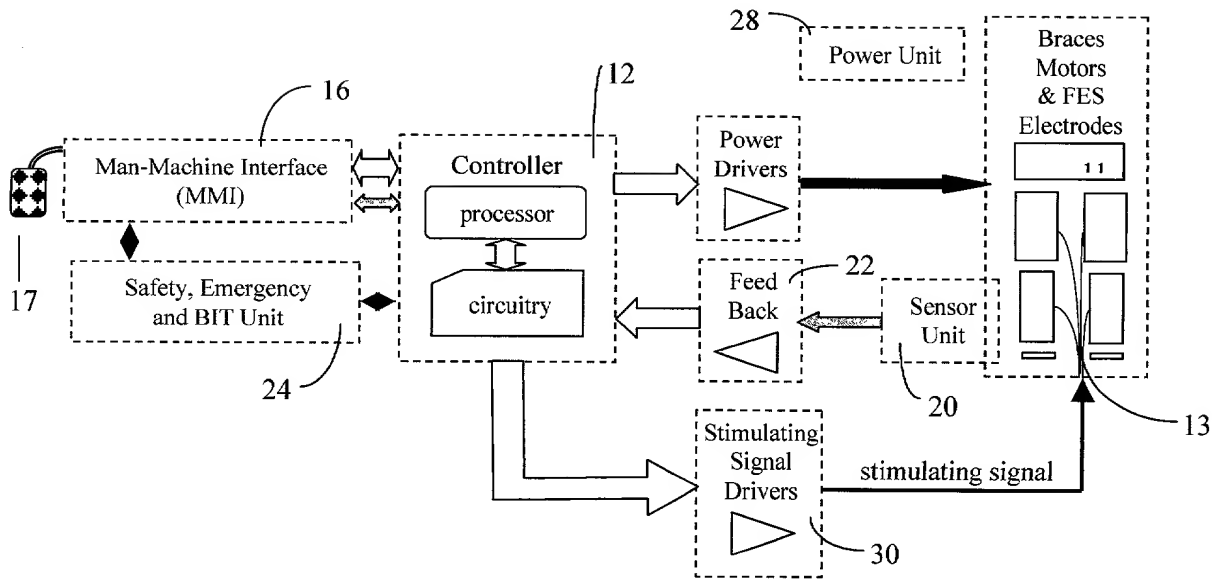 28
Power Unit
Braces
Motors
& FES
Electrodes
11
12
16
Man-Machine Interface
(MMI)
Controller
processor
circuitry
Power
Drivers
17
Safety, Emergency
and BIT Unit
24
Feed
Back
22
Sensor
Unit
20
13
Stimulating
Signal
Drivers
30
stimulating signal